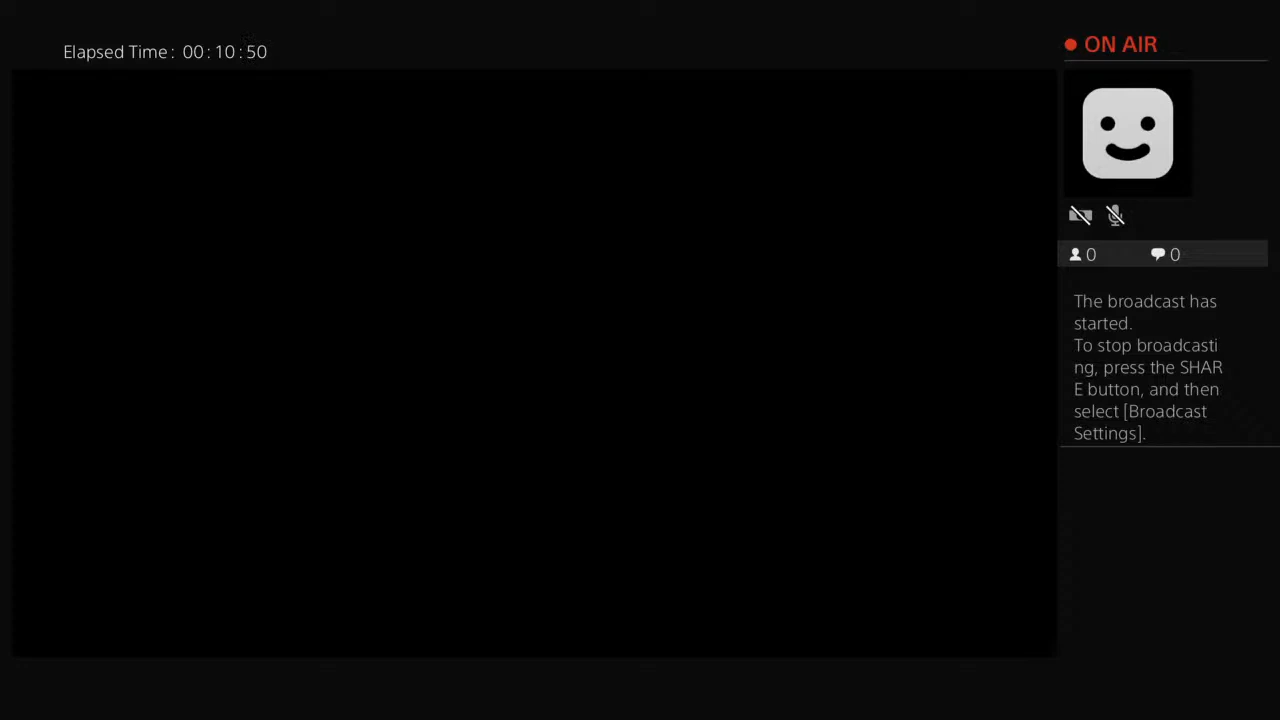 Elapsed Time: 00:10:50
ON AIR
0 0
The broadcast has
started.
To stop broadcasti
ng, press the SHAR
E button, and then
select [Broadcast
Settings].